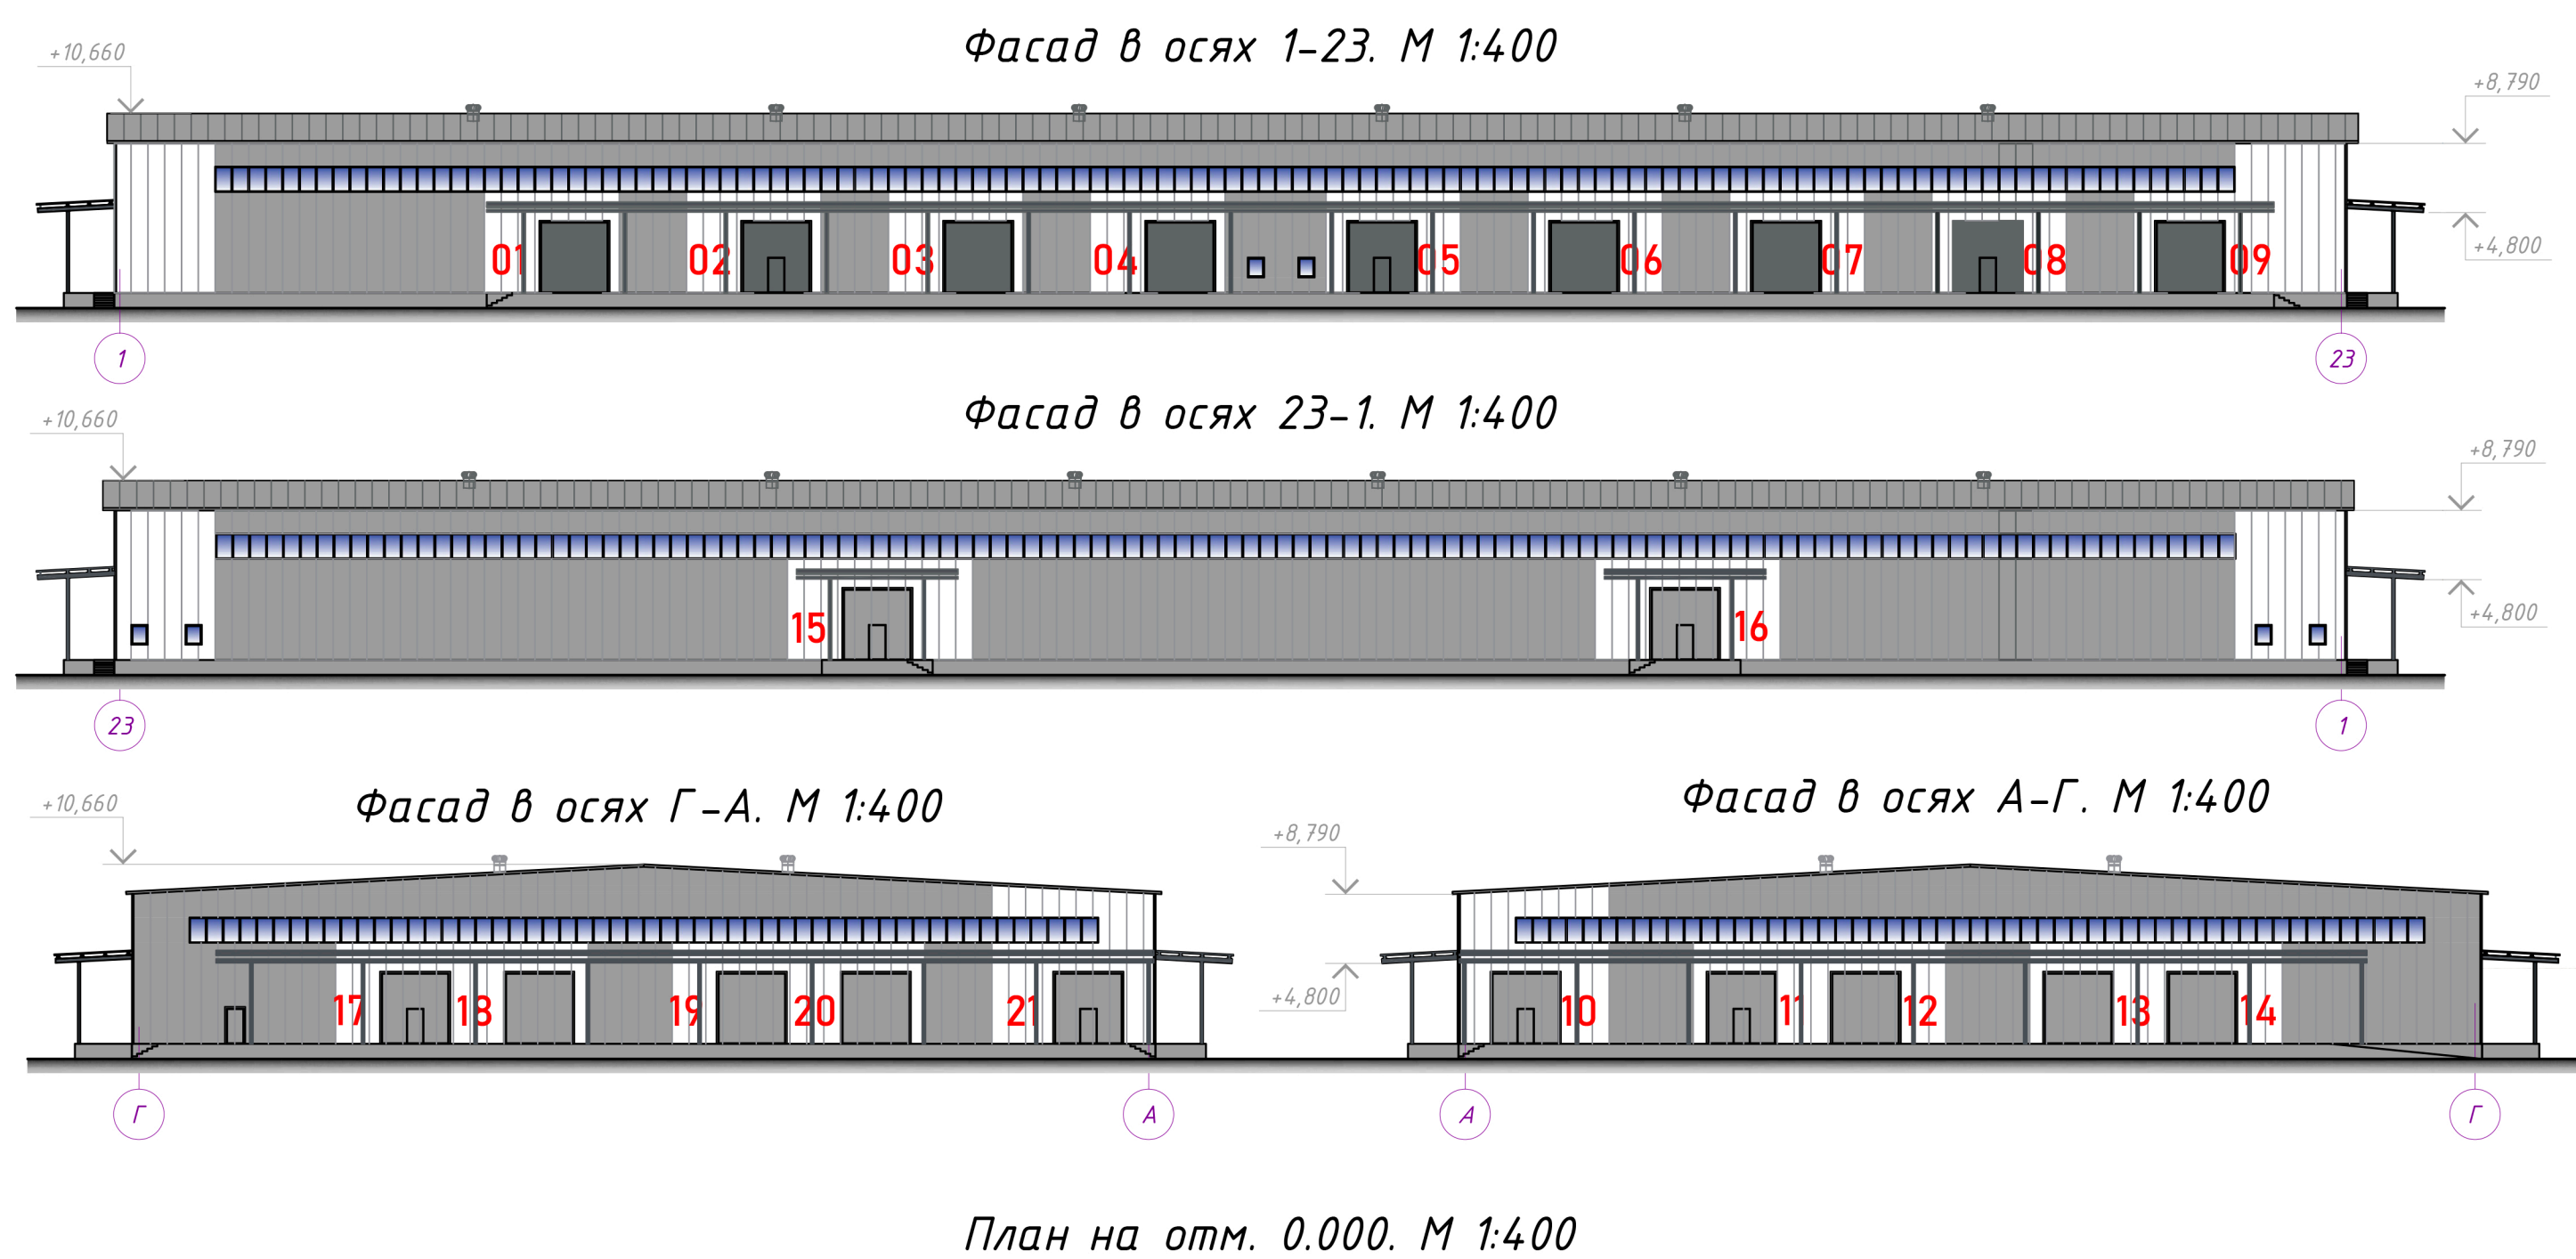 Фасад в осях 1-23. М 1:400
+10,660
+8,790
01 02 03 04 05 06 07 08 09
+4,800
1 23
Фасад в осях 23-1. М 1:400
+10,660
+8,790
15 16
+4,800
23 1
Фасад в осях Г-А. М 1:400
+10,660
17 18 19 20 21
Г А
Фасад в осях А-Г. М 1:400
+8,790
+4,800
10 11 12 13 14
А Г
План на отм. 0.000. М 1:400